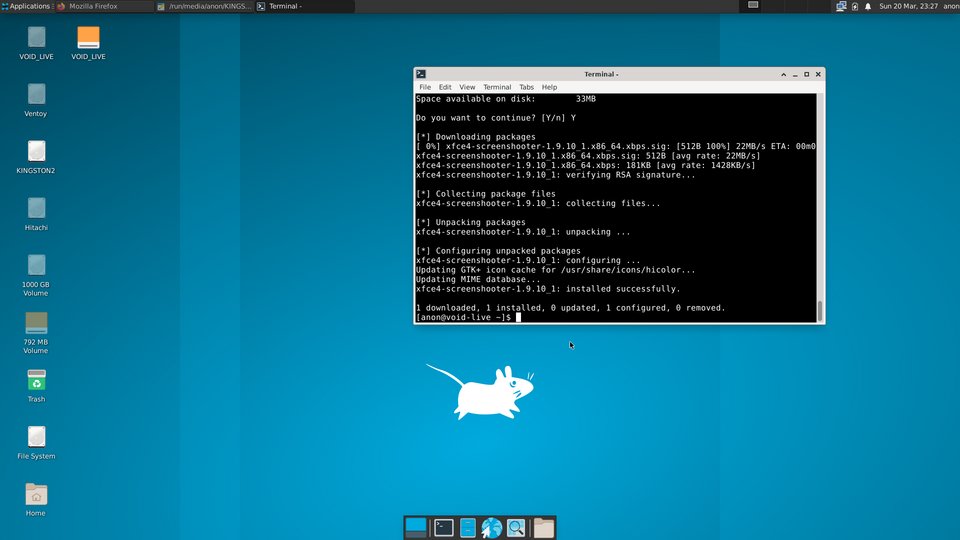 Applications
Mozilla Firefox
/run/media/anon/KINGS...
Terminal -
Sun 20 Mar, 23:27
anon
VOID_LIVE
VOID_LIVE
Ventoy
KINGSTON2
Hitachi
1000 GB
Volume
792 MB
Volume
Trash
File System
Home
Terminal -
File Edit View Terminal Tabs Help
Space available on disk: 33MB
Do you want to continue? [Y/n] Y
[*] Downloading packages
[ 0%] xfce4-screenshooter-1.9.10_1.x86_64.xbps.sig: [512B 100%] 22MB/s ETA: 00m0
xfce4-screenshooter-1.9.10_1.x86_64.xbps.sig: 512B [avg rate: 22MB/s]
xfce4-screenshooter-1.9.10_1.x86_64.xbps: 181KB [avg rate: 1428KB/s]
xfce4-screenshooter-1.9.10_1: verifying RSA signature...
[*] Collecting package files
xfce4-screenshooter-1.9.10_1: collecting files...
[*] Unpacking packages
xfce4-screenshooter-1.9.10_1: unpacking ...
[*] Configuring unpacked packages
xfce4-screenshooter-1.9.10_1: configuring ...
Updating GTK+ icon cache for /usr/share/icons/hicolor...
Updating MIME database...
xfce4-screenshooter-1.9.10_1: installed successfully.
1 downloaded, 1 installed, 0 updated, 1 configured, 0 removed.
[anon@void-live ~]$